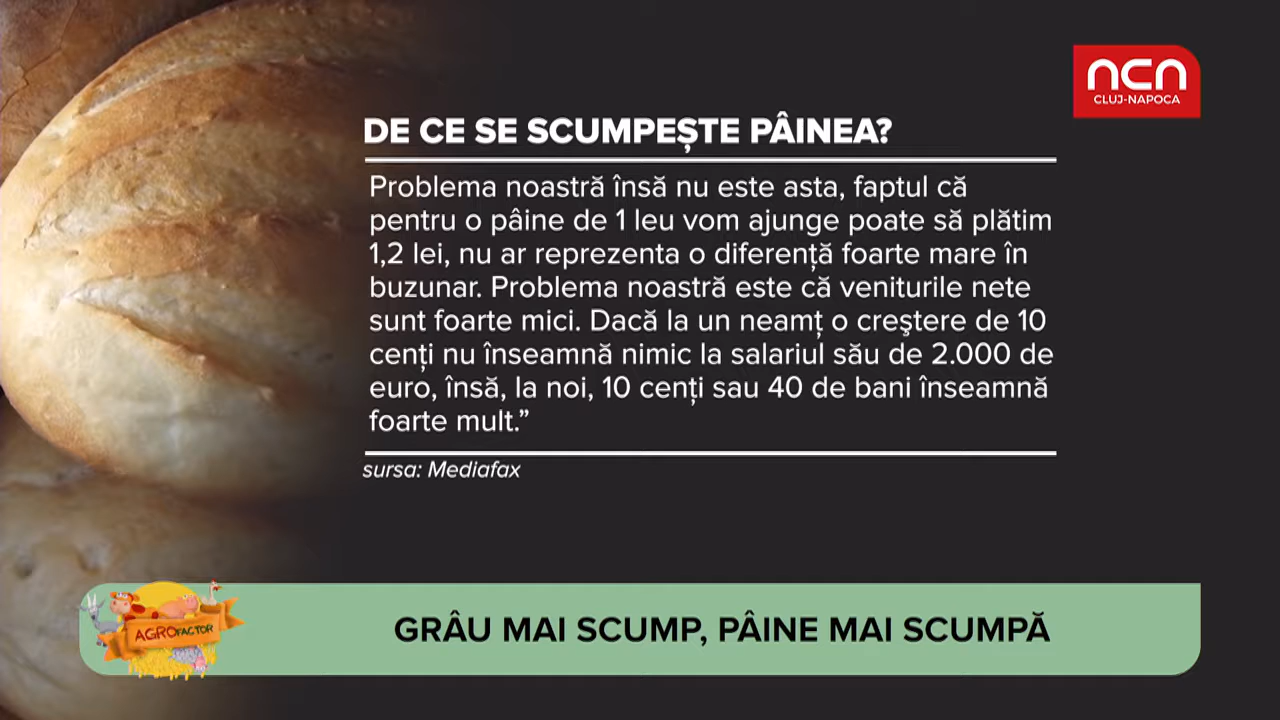 ncn
CLUJ-NAPOCA
DE CE SE SCUMPEȘTE PÂINEA?
Problema noastră însă nu este asta, faptul că
pentru o pâine de 1 leu vom ajunge poate să plătim
1,2 lei, nu ar reprezenta o diferență foarte mare în
buzunar. Problema noastră este că veniturile nete
sunt foarte mici. Dacă la un neamț o creştere de 10
cenți nu înseamnă nimic la salariul său de 2.000 de
euro, însă, la noi, 10 cenți sau 40 de bani înseamnă
foarte mult.”
sursa: Mediafax
AGROFACTOR
GRÂU MAI SCUMP, PÂINE MAI SCUMPĂ